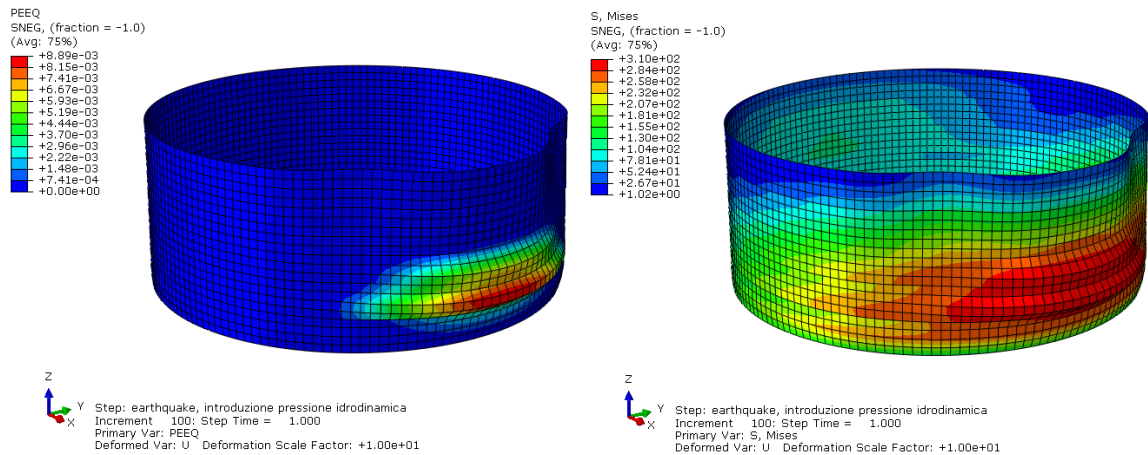 PEEQ
SNEG, (fraction = -1.0)
(Avg: 75%)
+8.89e-03
+8.15e-03
+7.41e-03
+6.67e-03
+5.93e-03
+5.19e-03
+4.44e-03
+3.70e-03
+2.96e-03
+2.22e-03
+1.48e-03
+7.41e-04
+0.00e+00
Z
Y
X
Step: earthquake, introduzione pressione idrodinamica
Increment 100: Step Time = 1.000
Primary Var: PEEQ
Deformed Var: U Deformation Scale Factor: +1.00e+01
S, Mises
SNEG, (fraction = -1.0)
(Avg: 75%)
+3.10e+02
+2.84e+02
+2.58e+02
+2.32e+02
+2.07e+02
+1.81e+02
+1.55e+02
+1.30e+02
+1.04e+02
+7.81e+01
+5.24e+01
+2.67e+01
+1.02e+00
Z
Y
X
Step: earthquake, introduzione pressione idrodinamica
Increment 100: Step Time = 1.000
Primary Var: S, Mises
Deformed Var: U Deformation Scale Factor: +1.00e+01